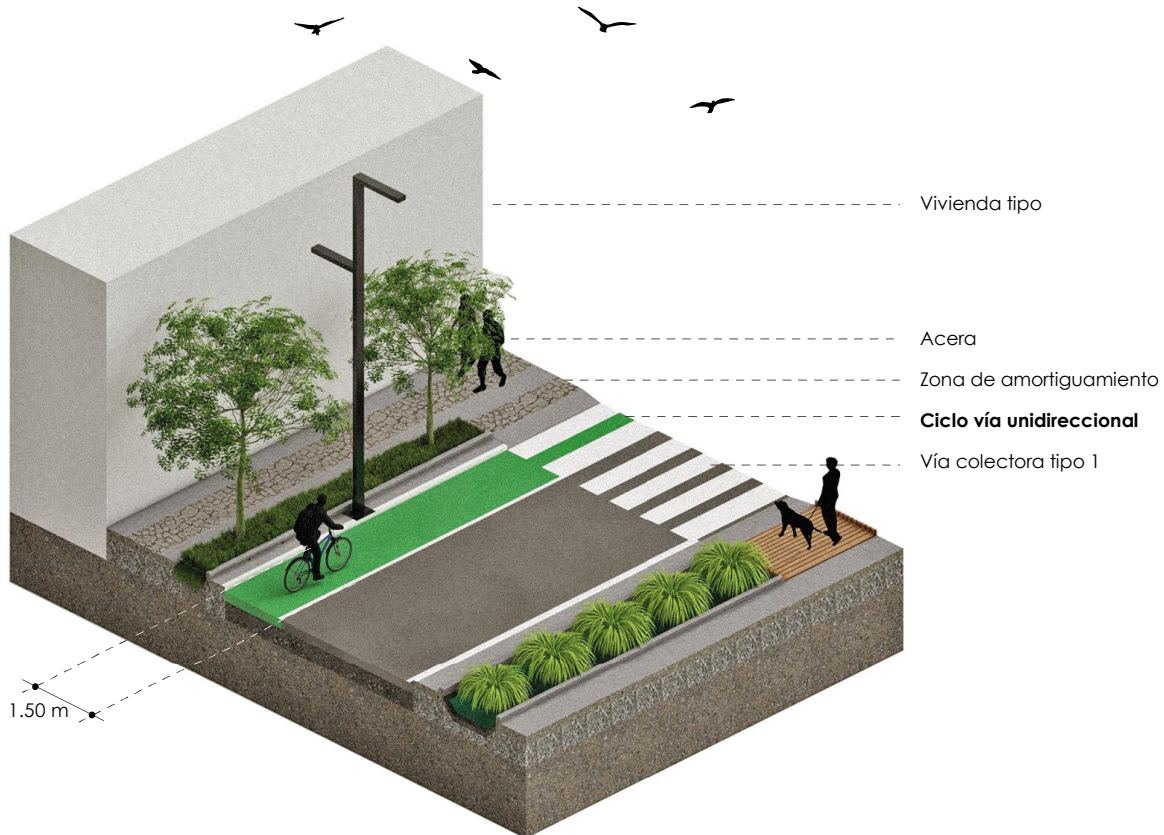 Vivienda tipo
Acera
Zona de amortiguamiento
Ciclo vía unidireccional
Vía colectora tipo 1
1.50 m